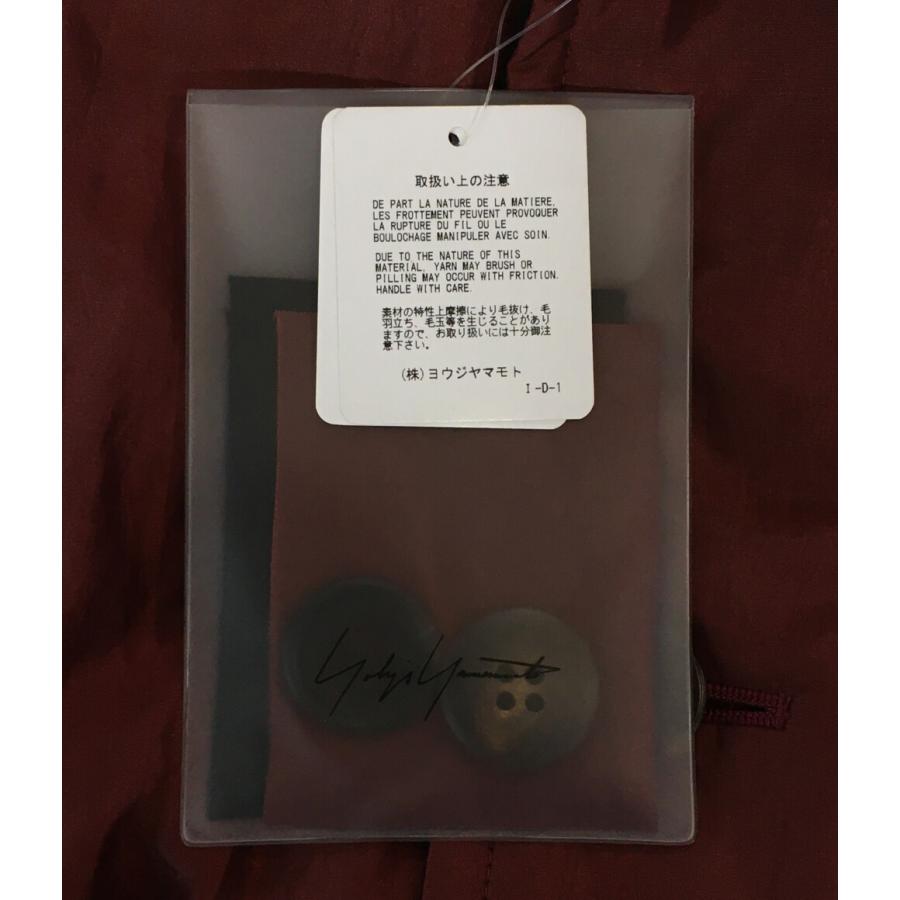 取扱い上の注意
DE PART LA NATURE DE LA MATIERE,
LES FROTTEMENT PEUVENT PROVOQUER
LA RUPTURE DU FIL OU LE
BOULOCHAGE MANIPULER AVEC SOIN.
DUE TO THE NATURE OF THIS
MATERIAL, YARN MAY BRUSH OR
PILLING MAY OCCUR WITH FRICTION.
HANDLE WITH CARE.
素材の特性上摩擦により毛抜け、毛
羽立ち、毛玉等を生じることがあり
ますので、お取り扱いには十分御注
意下さい。
(株)ヨウジヤマモト
I-D-1
Yohji Yamamoto